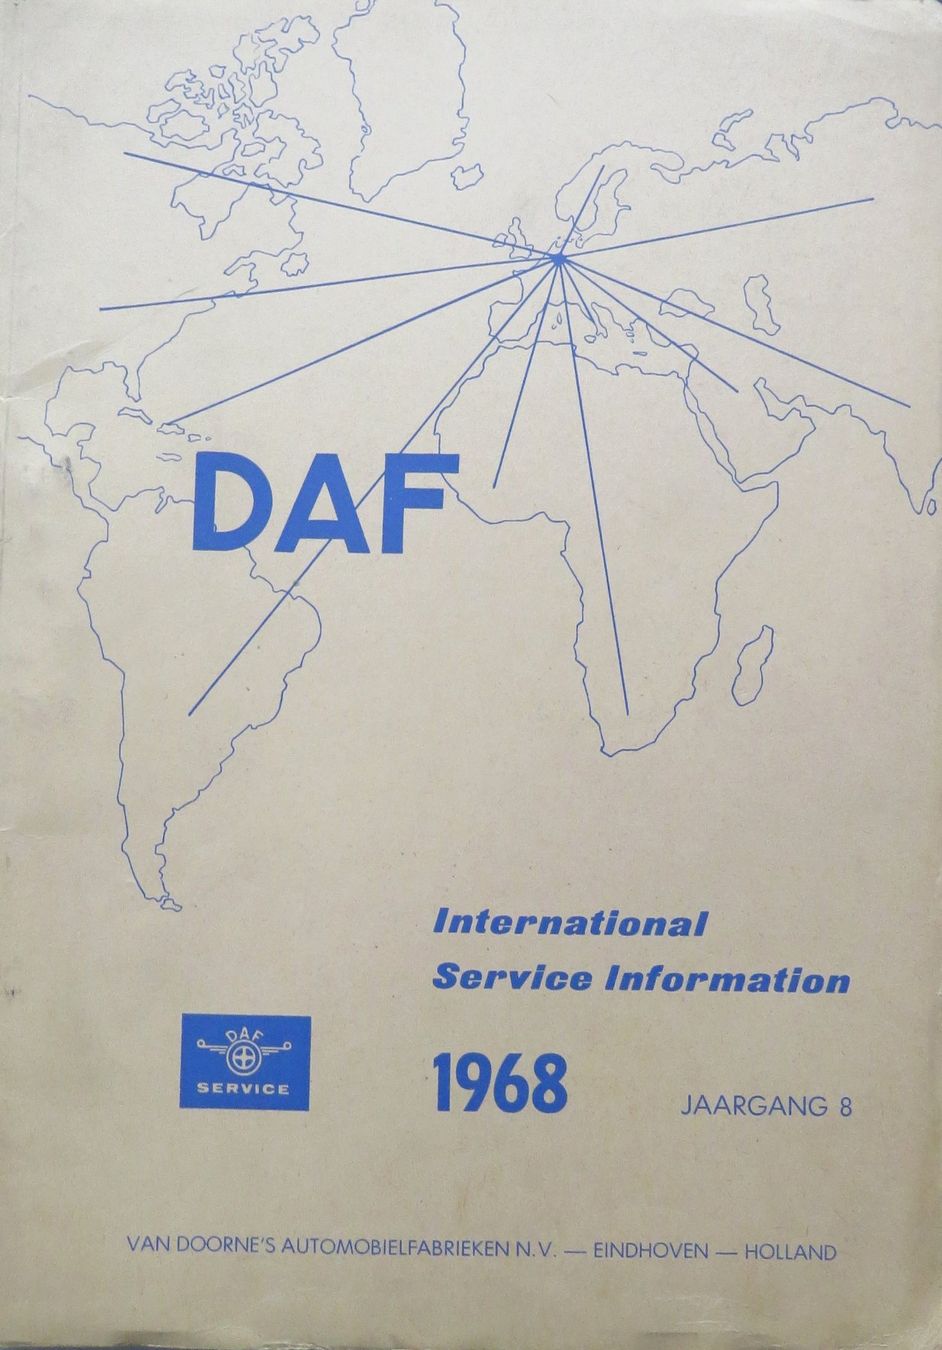 DAF
International
Service Information
DAF
SERVICE
1968
JAARGANG 8
VAN DOORNE'S AUTOMOBIELFABRIEKEN N.V. — EINDHOVEN — HOLLAND